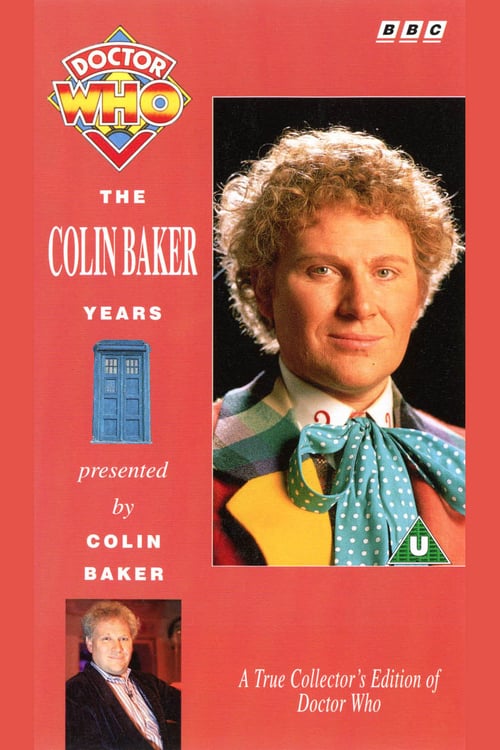 BBC
DOCTOR
WHO
THE
COLIN BAKER
YEARS
presented
by
COLIN
BAKER
? ?
U
A True Collector's Edition of
Doctor Who